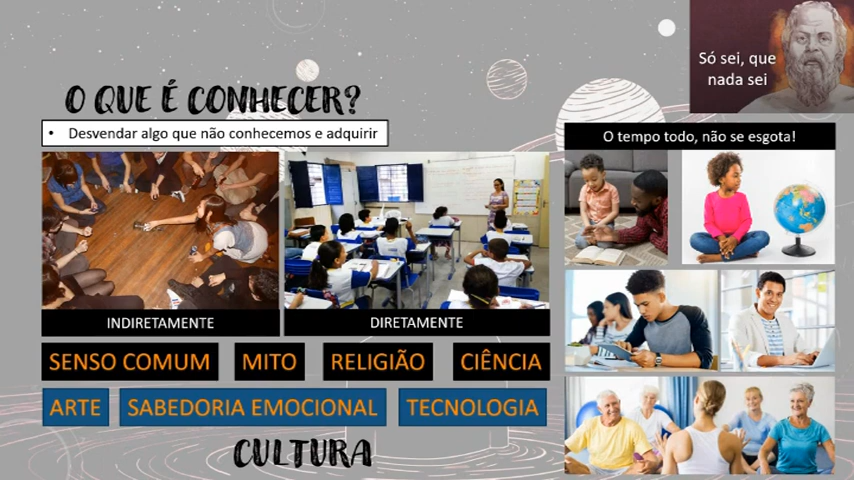 Só sei, que
nada sei
O QUE É CONHECER?
• Desvendar algo que não conhecemos e adquirir
O tempo todo, não se esgota!
INDIRETAMENTE
DIRETAMENTE
SENSO COMUM
MITO
RELIGIÃO
CIÊNCIA
ARTE
SABEDORIA EMOCIONAL
TECNOLOGIA
CULTURA